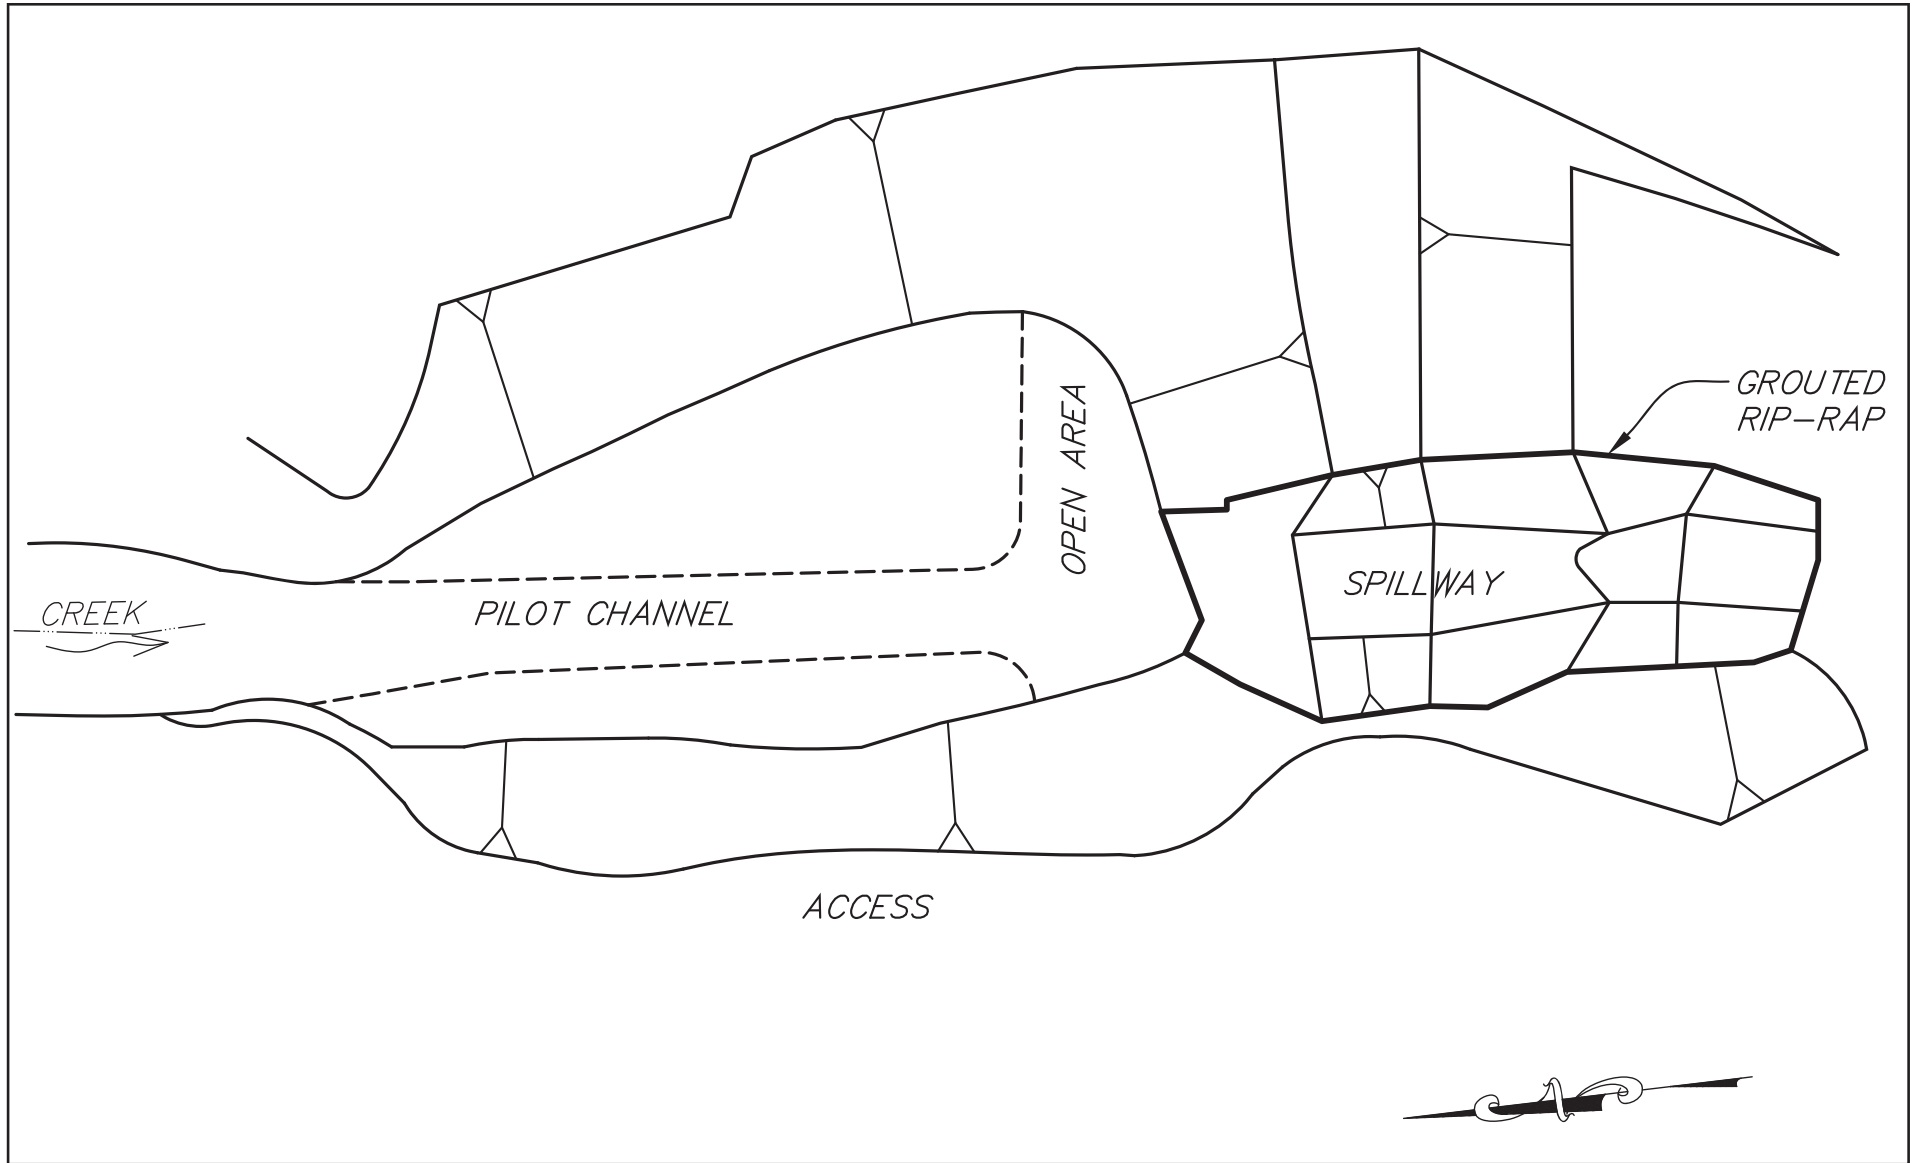 GROUTED
RIP-RAP
OPEN AREA
SPILLWAY
CREEK
PILOT CHANNEL
ACCESS
N